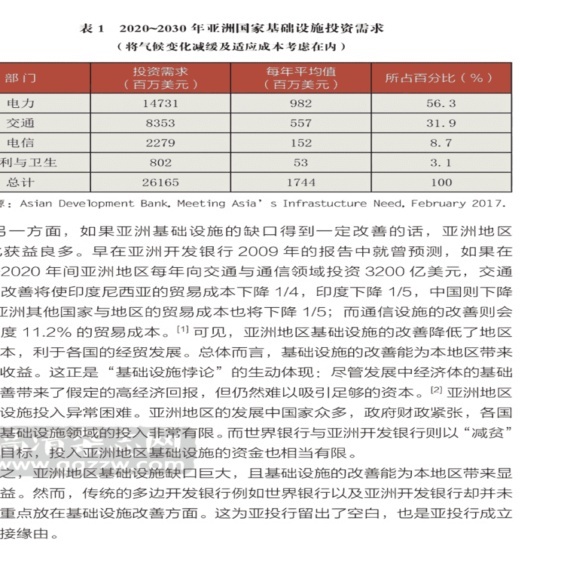 表 1 2020~2030 年亚洲国家基础设施投资需求
（将气候变化减缓及适应成本考虑在内）
部门 投资需求（百万美元） 每年平均值（百万美元） 所占百分比（%）
电力 14731 982 56.3
交通 8353 557 31.9
电信 2279 152 8.7
利与卫生 802 53 3.1
总计 26165 1744 100
：Asian Development Bank. Meeting Asia’s Infrastucture Need. February 2017.
另一方面，如果亚洲基础设施的缺口得到一定改善的话，亚洲地区
获益良多。早在亚洲开发银行 2009 年的报告中就曾预测，如果在
2020 年间亚洲地区每年向交通与通信领域投资 3200 亿美元，交通
改善将使印度尼西亚的贸易成本下降 1/4，印度下降 1/5，中国则下降
亚洲其他国家与地区的贸易成本也将下降 1/5；而通信设施的改善则会
度 11.2% 的贸易成本。[1] 可见，亚洲地区基础设施的改善降低了地区
本，利于各国的经贸发展。总体而言，基础设施的改善能为本地区带来
收益。这正是“基础设施悖论”的生动体现：尽管发展中经济体的基础
善带来了假定的高经济回报，但仍然难以吸引足够的资本。[2] 亚洲地区
设施投入异常困难。亚洲地区的发展中国家众多，政府财政紧张，各国
基础设施领域的投入非常有限。而世界银行与亚洲开发银行则以“减贫”
目标，投入亚洲地区基础设施的资金也相当有限。
之，亚洲地区基础设施缺口巨大，且基础设施的改善能为本地区带来显
益。然而，传统的多边开发银行例如世界银行以及亚洲开发银行却并未
重点放在基础设施改善方面。这为亚投行留出了空白，也是亚投行成立
接缘由。